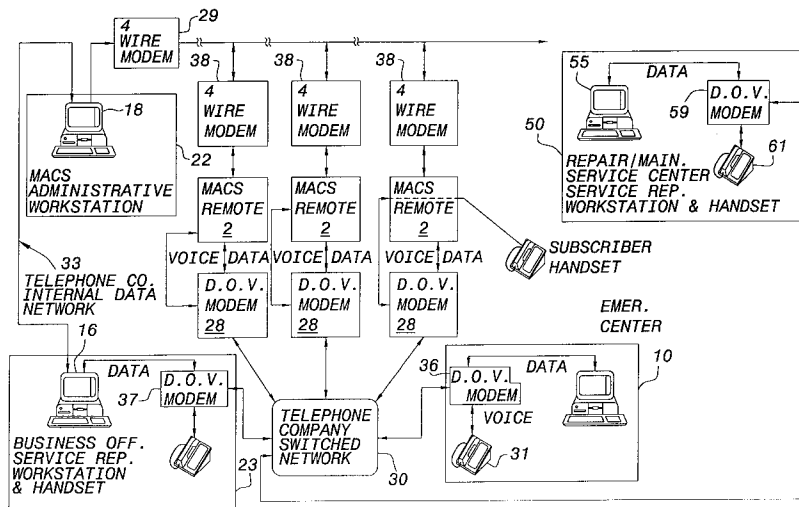 4
WIRE
MODEM
29
18
MACS
ADMINISTRATIVE
WORKSTATION
22
38
4
WIRE
MODEM
38
4
WIRE
MODEM
38
4
WIRE
MODEM
MACS
REMOTE
2
MACS
REMOTE
2
MACS
REMOTE
2
VOICE DATA
VOICE DATA
VOICE DATA
D.O.V.
MODEM
28
D.O.V.
MODEM
28
D.O.V.
MODEM
28
55
DATA
59
D.O.V.
MODEM
50
61
REPAIR/MAIN.
SERVICE CENTER
SERVICE REP.
WORKSTATION & HANDSET
SUBSCRIBER
HANDSET
33
TELEPHONE CO.
INTERNAL DATA
NETWORK
16
DATA
37
D.O.V.
MODEM
BUSINESS OFF.
SERVICE REP.
WORKSTATION
& HANDSET
23
TELEPHONE
COMPANY
SWITCHED
NETWORK
30
EMER.
CENTER
10
36
D.O.V.
MODEM
DATA
VOICE
31